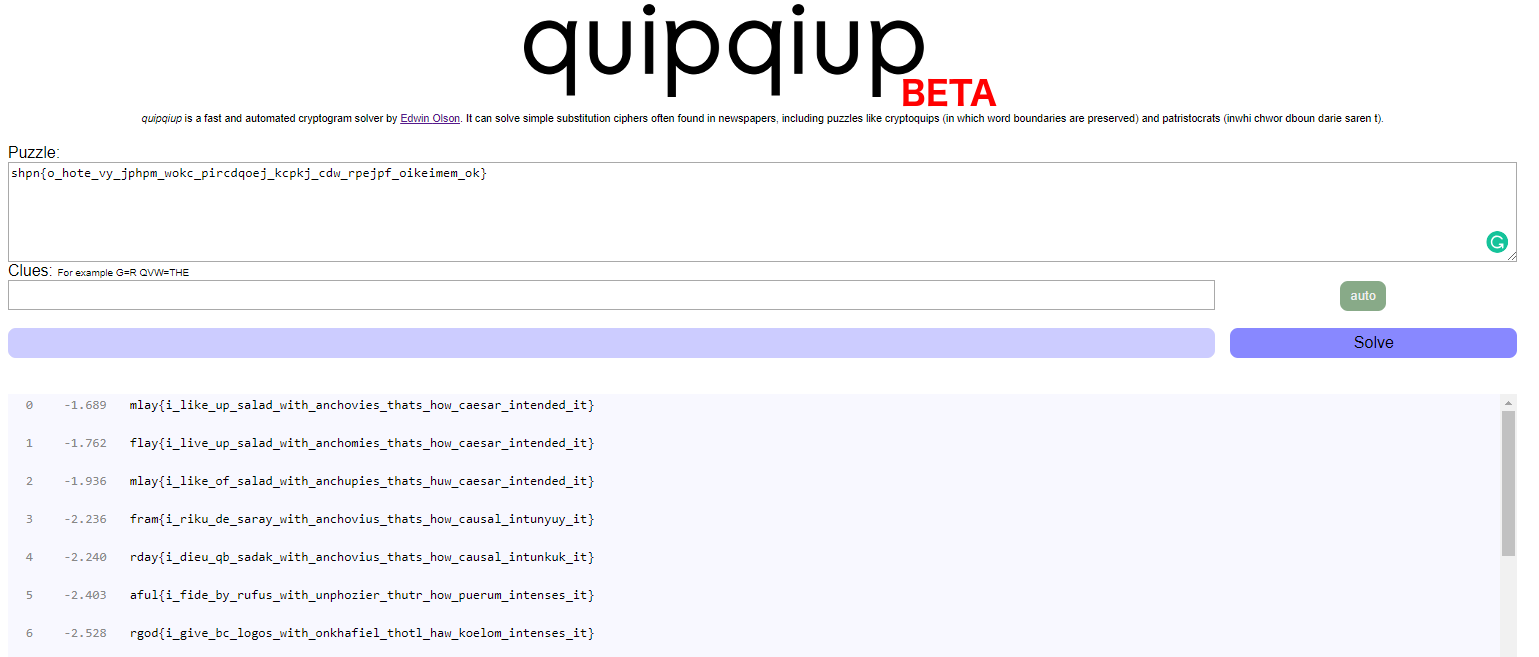 quipqiup
BETA
quipqiup is a fast and automated cryptogram solver by Edwin Olson. It can solve simple substitution ciphers often found in newspapers, including puzzles like cryptoquips (in which word boundaries are preserved) and patristocrats (inwhi chwor dboun darie saren t).
Puzzle:
shpn{o_hote_vy_jphpm_wokc_pircdqoej_kcpkj_cdw_rpejpf_oikeimem_ok}
Clues: For example G=R QVW=THE
auto
Solve
0 -1.689 mlay{i_like_up_salad_with_anchovies_thats_how_caesar_intended_it}
1 -1.762 flay{i_live_up_salad_with_anchomies_thats_how_caesar_intended_it}
2 -1.936 mlay{i_like_of_salad_with_anchupies_thats_huw_caesar_intended_it}
3 -2.236 fram{i_riku_de_saray_with_anchovius_thats_how_causal_intunyuy_it}
4 -2.240 rday{i_dieu_qb_sadak_with_anchovius_thats_how_causal_intunkuk_it}
5 -2.403 aful{i_fide_by_rufus_with_unphozier_thutr_how_puerum_intenses_it}
6 -2.528 rgod{i_give_bc_logos_with_onkhafiel_thotl_haw_koelom_intenses_it}